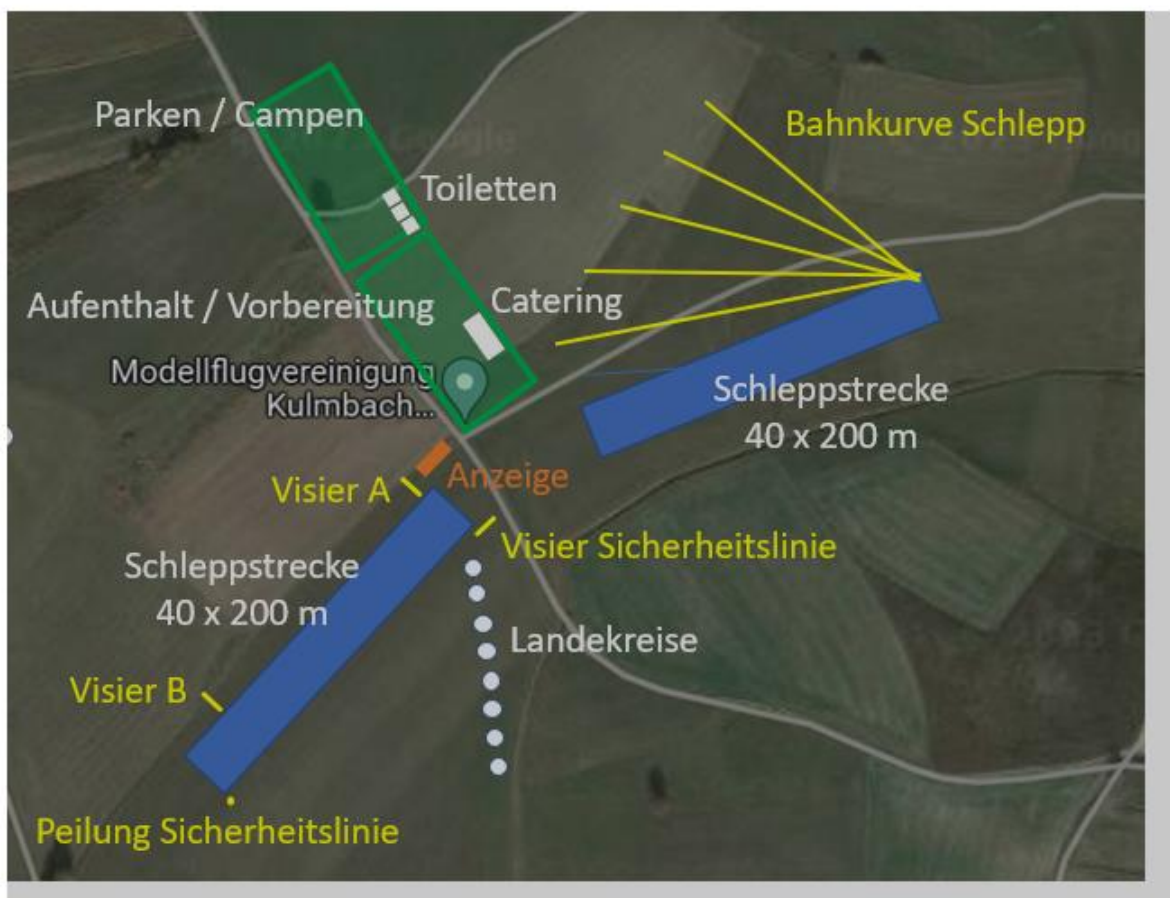 Parken / Campen
Bahnkurve Schlepp
Toiletten
Aufenthalt / Vorbereitung
Catering
Modellflugvereinigung
Kulmbach...
Schleppstrecke
40 x 200 m
Anzeige
Visier A
Visier Sicherheitslinie
Schleppstrecke
40 x 200 m
Landekreise
Visier B
Peilung Sicherheitslinie